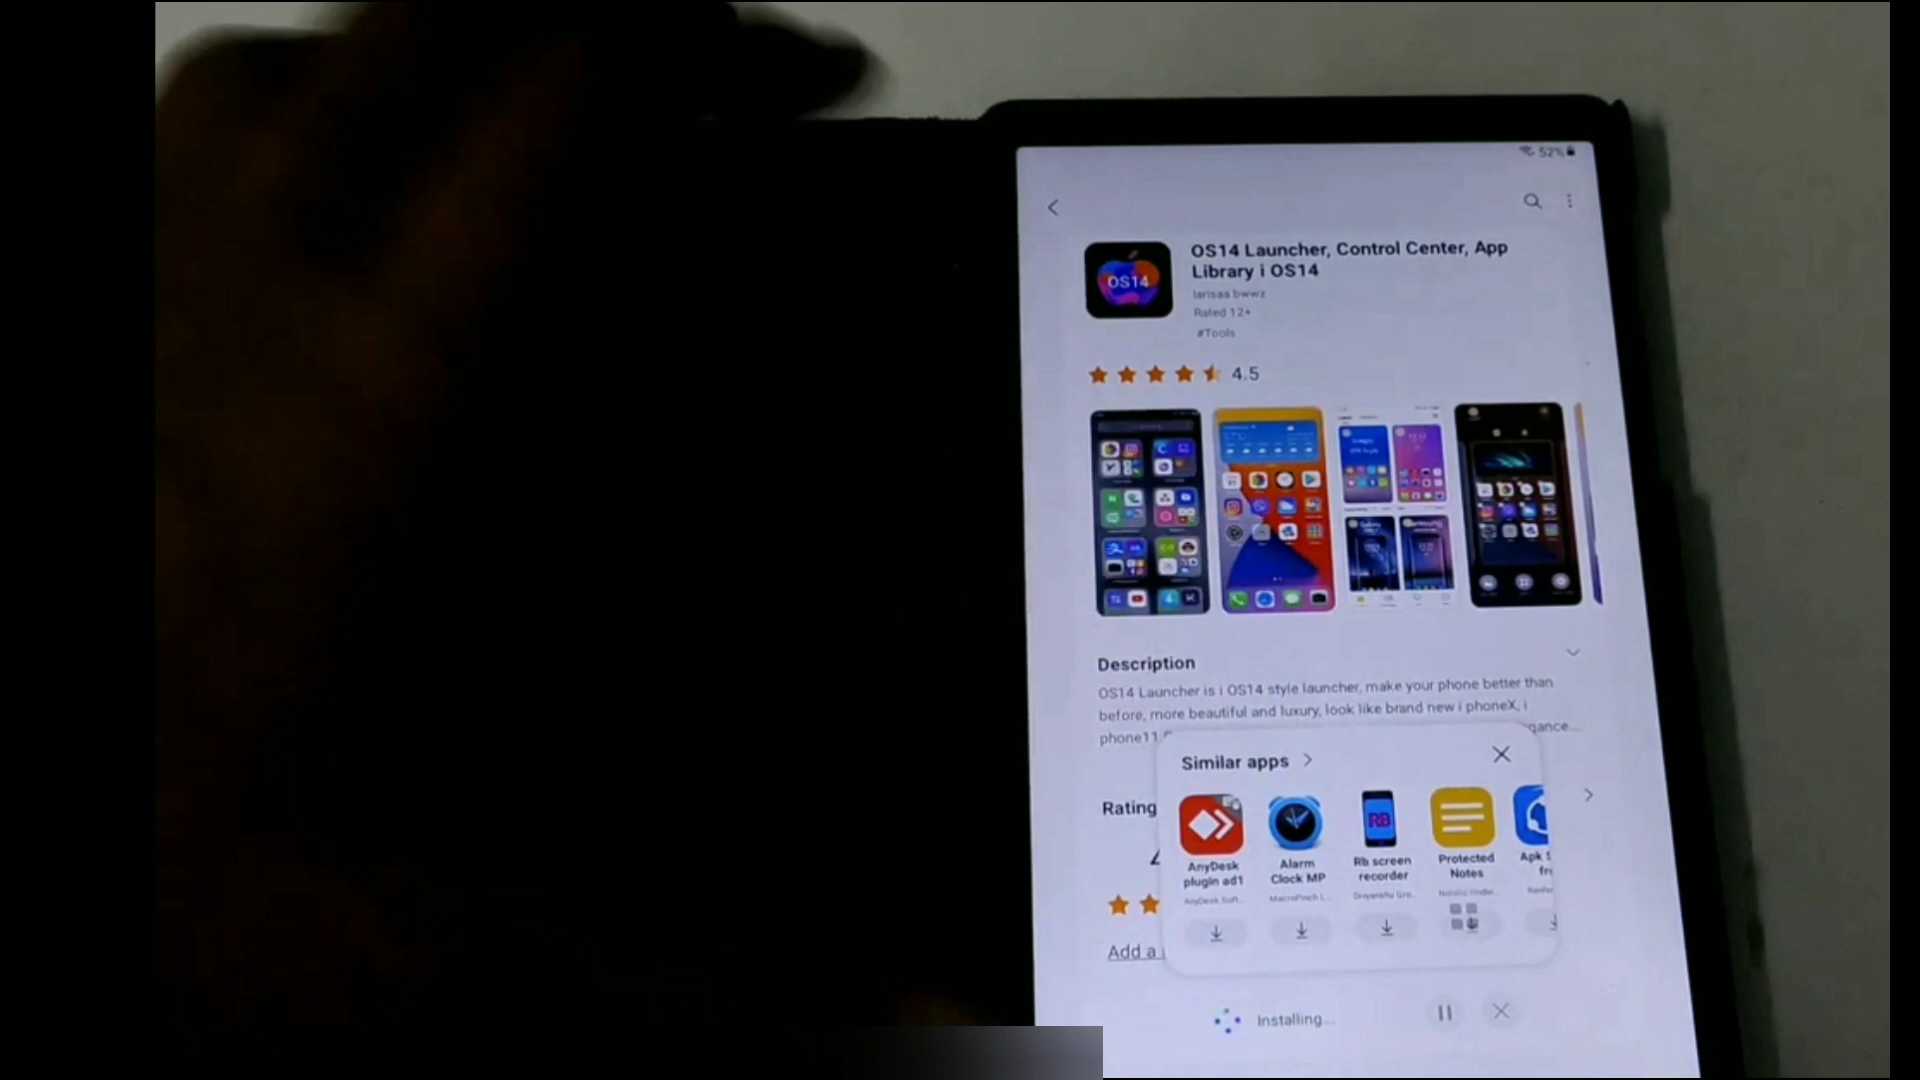 52%
OS14
OS14 Launcher, Control Center, App
Library i OS14
larisaa bwwz
Rated 12+
#Tools
4.5
Description
OS14 Launcher is i OS14 style launcher, make your phone better than
before, more beautiful and luxury, look like brand new i phoneX, i
phone11
gance...
Similar apps
Rating
RB
AnyDesk
plugin ad1
AnyDesk Soft...
Alarm
Clock MP
MacroPinch L...
Rb screen
recorder
Divyanshu Gro..
Protected
Notes
Apk
Add a
Installing...